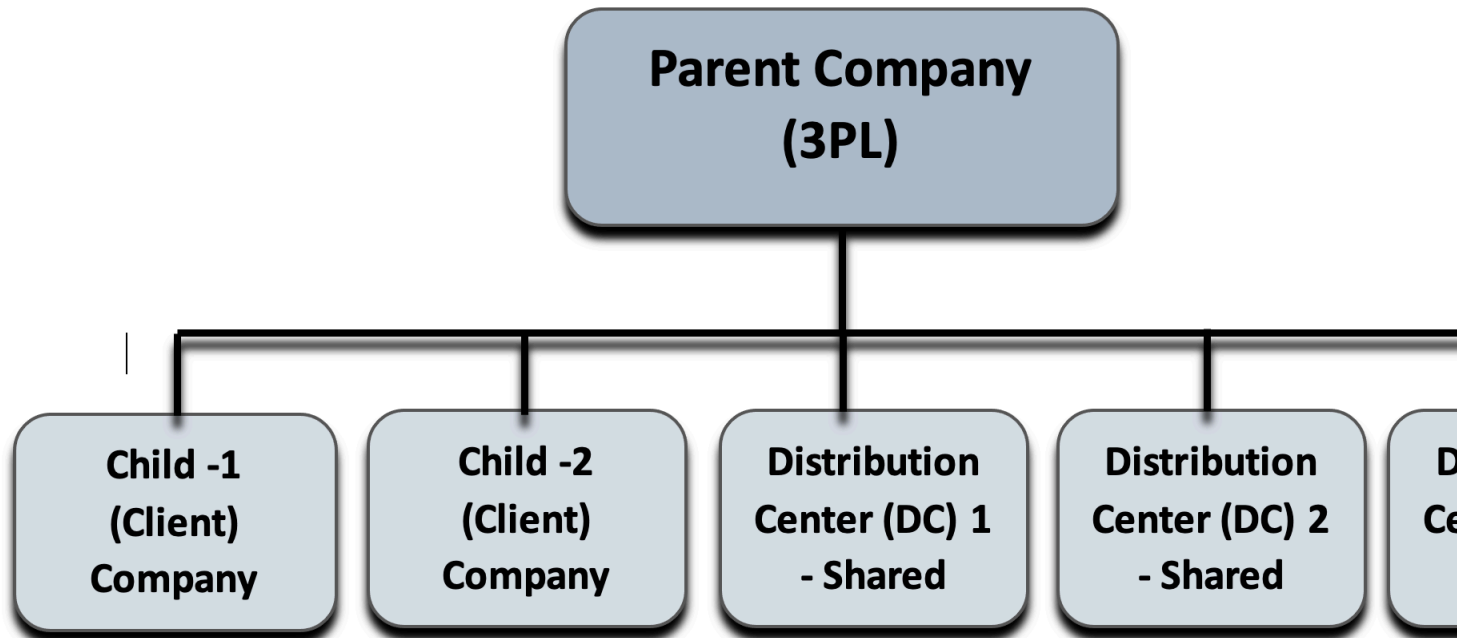 Parent Company
(3PL)
Child -1
(Client)
Company
Child -2
(Client)
Company
Distribution
Center (DC) 1
- Shared
Distribution
Center (DC) 2
- Shared